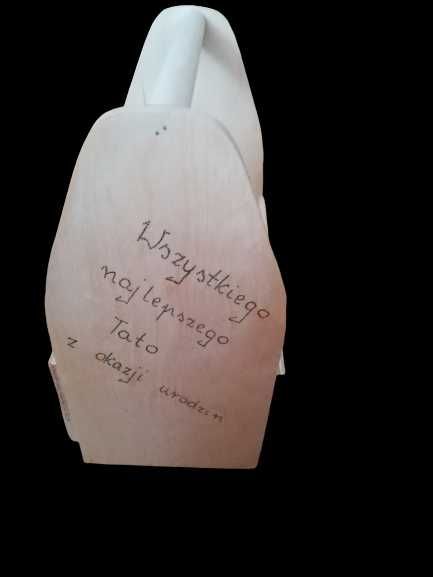 Wszystkiego
najlepszego
Tato
z okazji urodzin